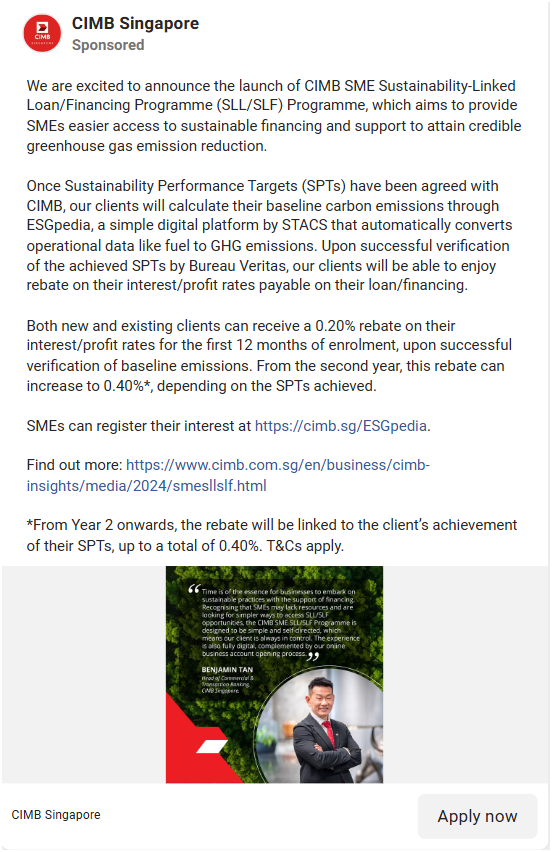 CIMB Singapore
Sponsored
CIMB
SINGAPORE
We are excited to announce the launch of CIMB SME Sustainability-Linked
Loan/Financing Programme (SLL/SLF) Programme, which aims to provide
SMEs easier access to sustainable financing and support to attain credible
greenhouse gas emission reduction.
Once Sustainability Performance Targets (SPTs) have been agreed with
CIMB, our clients will calculate their baseline carbon emissions through
ESGpedia, a simple digital platform by STACS that automatically converts
operational data like fuel to GHG emissions. Upon successful verification
of the achieved SPTs by Bureau Veritas, our clients will be able to enjoy
rebate on their interest/profit rates payable on their loan/financing.
Both new and existing clients can receive a 0.20% rebate on their
interest/profit rates for the first 12 months of enrolment, upon successful
verification of baseline emissions. From the second year, this rebate can
increase to 0.40%*, depending on the SPTs achieved.
SMEs can register their interest at https://cimb.sg/ESGpedia.
Find out more: https://www.cimb.com.sg/en/business/cimb-
insights/media/2024/smesllslf.html
*From Year 2 onwards, the rebate will be linked to the client's achievement
of their SPTs, up to a total of 0.40%. T&Cs apply.
“Time is of the essence for businesses to embark on
sustainable practices with the support of financing.
Recognising that SMEs may lack resources and are
looking for simpler ways to access SLL/SLF
opportunities, the CIMB SME SLL/SLF Programme is
designed to be simple and self-directed, which
means our client is always in control. The experience
is also fully digital, complemented by our online
business account opening process.”
BENJAMIN TAN
Head of Commercial &
Transaction Banking,
CIMB Singapore.
CIMB Singapore
Apply now